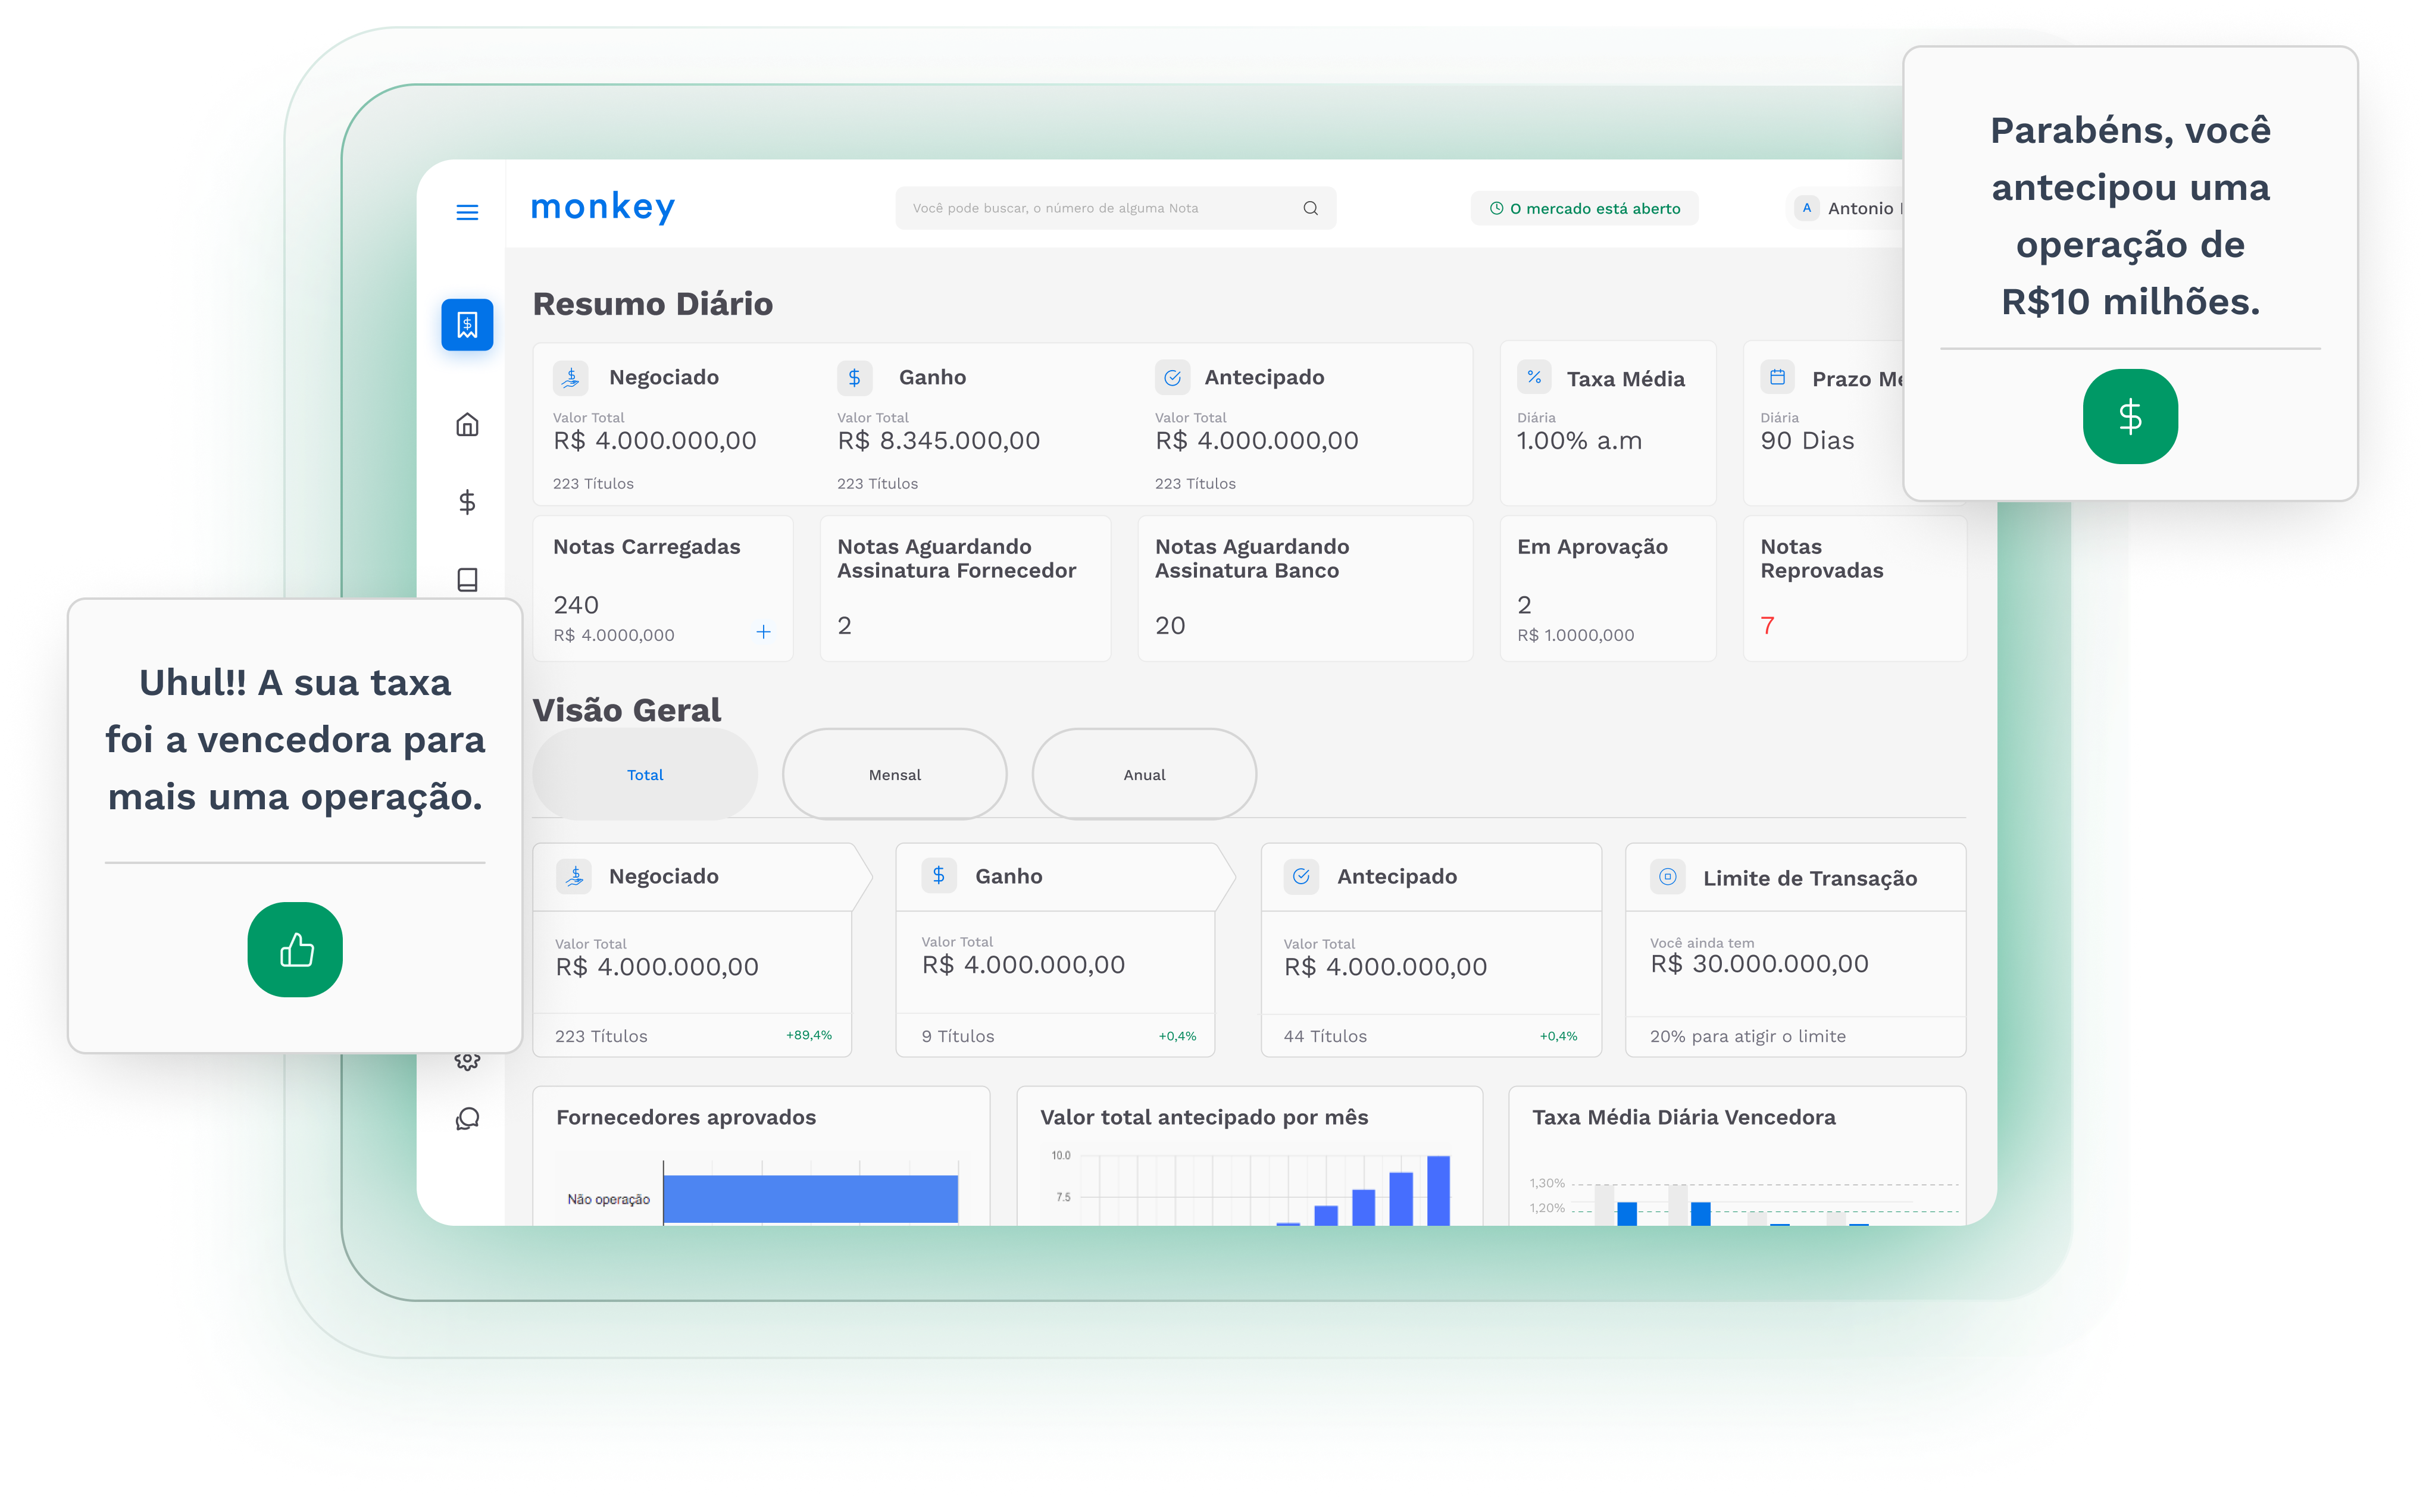 monkey
Você pode buscar, o número de alguma Nota
O mercado está aberto
A
Antonio
Parabéns, você
antecipou uma
operação de
R$10 milhões.
Resumo Diário
Negociado
Valor Total
R$ 4.000.000,00
223 Títulos
Ganho
Valor Total
R$ 8.345.000,00
223 Títulos
Antecipado
Valor Total
R$ 4.000.000,00
223 Títulos
Taxa Média
Diária
1.00% a.m
Prazo
Diária
90 Dias
Notas Carregadas
240
R$ 4.0000,000
Notas Aguardando
Assinatura Fornecedor
2
Notas Aguardando
Assinatura Banco
20
Em Aprovação
2
R$ 1.0000,000
Notas
Reprovadas
7
Uhul!! A sua taxa
foi a vencedora para
mais uma operação.
Visão Geral
Total
Mensal
Anual
Negociado
Valor Total
R$ 4.000.000,00
223 Títulos
+89,4%
Ganho
Valor Total
R$ 4.000.000,00
9 Títulos
+0,4%
Antecipado
Valor Total
R$ 4.000.000,00
44 Títulos
+0,4%
Limite de Transação
Você ainda tem
R$ 30.000.000,00
20% para atigir o limite
Fornecedores aprovados
Não operação
Valor total antecipado por mês
10.0
7.5
Taxa Média Diária Vencedora
1,30%
1,20%